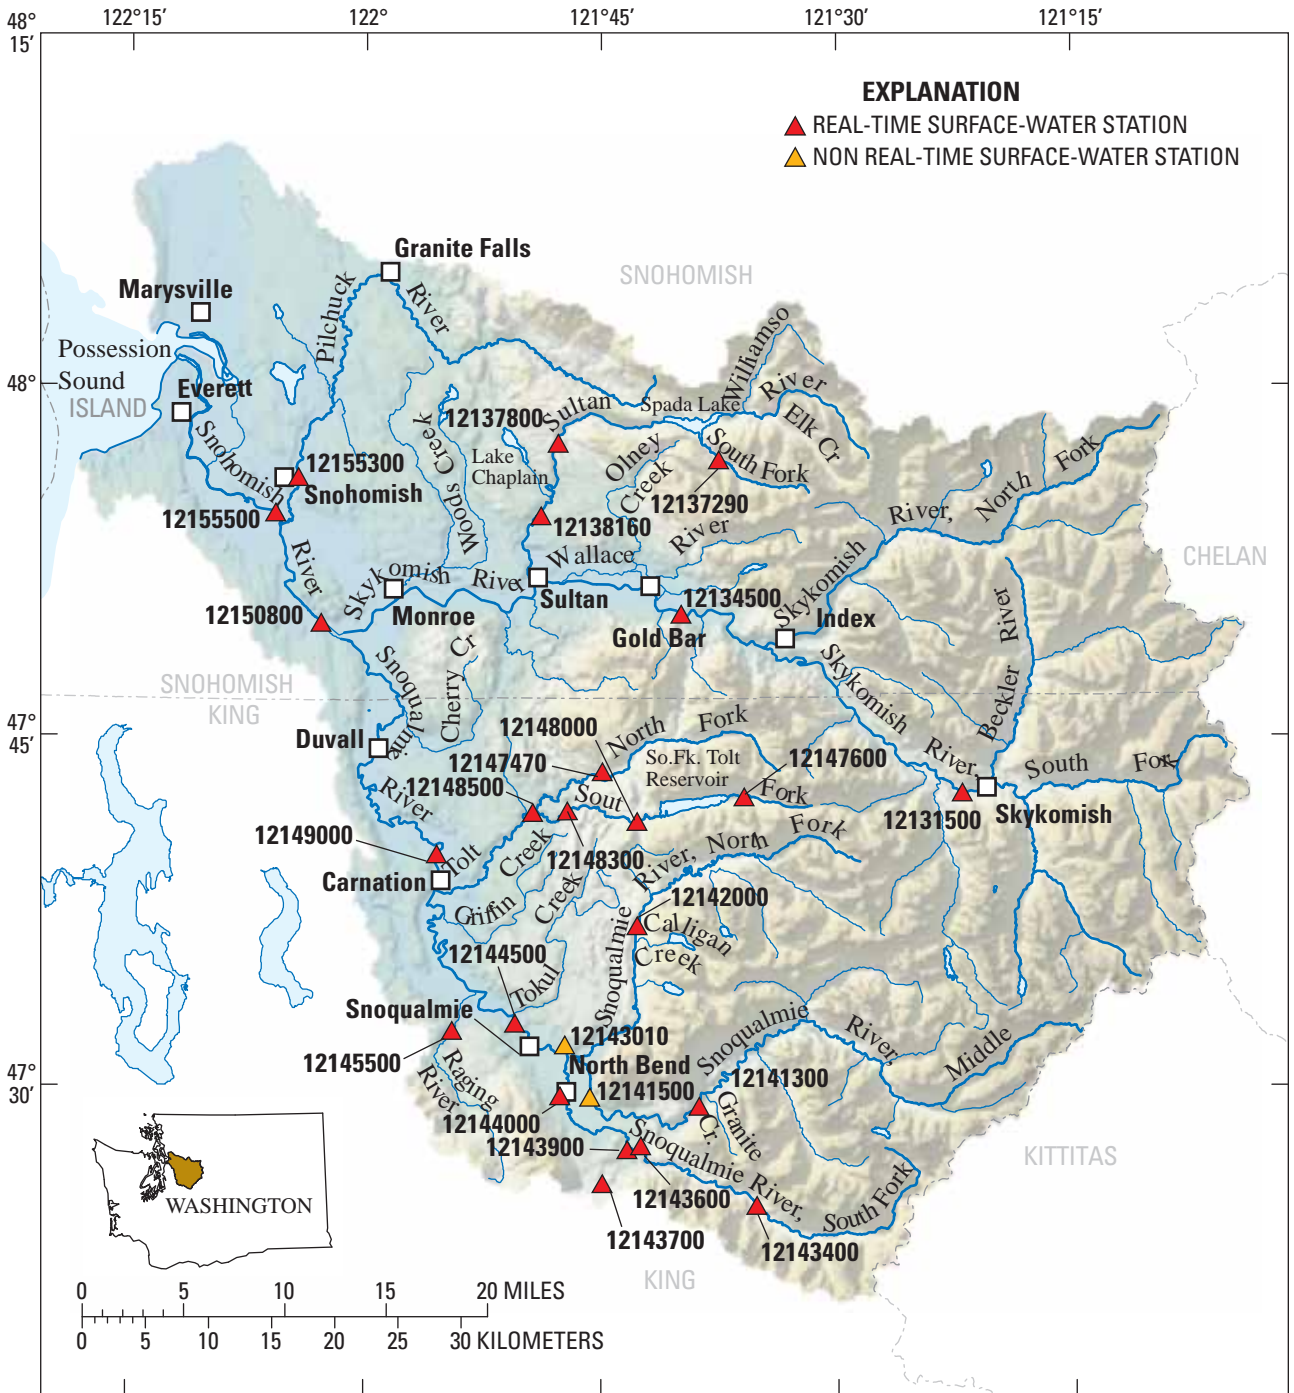 122°15′
122°
121°45′
121°30′
121°15′
48°
15′
EXPLANATION
REAL-TIME SURFACE-WATER STATION
NON REAL-TIME SURFACE-WATER STATION
Granite Falls
SNOHOMISH
Marysville
Pilchuck
River
Possession
Sound
48°
ISLAND
Everett
Williamso
River
Spada Lake
Elk Cr
12137800
Sultan
Snohomish
Woods Creek
Lake
Chaplain
Olney
Creek
South Fork
12137290
River, North Fork
12155300
Snohomish
12155500
12138160
Wallace River
CHELAN
River
Skykomish River
Sultan
12134500
Skykomish
Index
12150800
Monroe
Gold Bar
Beckler River
Snoqualmie
Cherry Cr
Skykomish River,
SNOHOMISH
KING
47°
45′
Duvall
12148000
North Fork
12147470
So.Fk. Tolt
Reservoir
12147600
South For
River
12148500
Sout Fork
12131500
Skykomish
12149000
Tolt
Creek
12148300
River, North Fork
Carnation
Griffin
Creek
12142000
Calligan
Creek
12144500
Tokul
Snoqualmie
Snoqualmie
Snoqualmie River, Middle
12143010
12145500
Raging
River
North Bend
47°
30′
12141500
12141300
12144000
Granite
Cr.
12143900
Snoqualmie River, South Fork
KITTITAS
12143600
WASHINGTON
12143700
12143400
KING
0 5 10 15 20 MILES
0 5 10 15 20 25 30 KILOMETERS